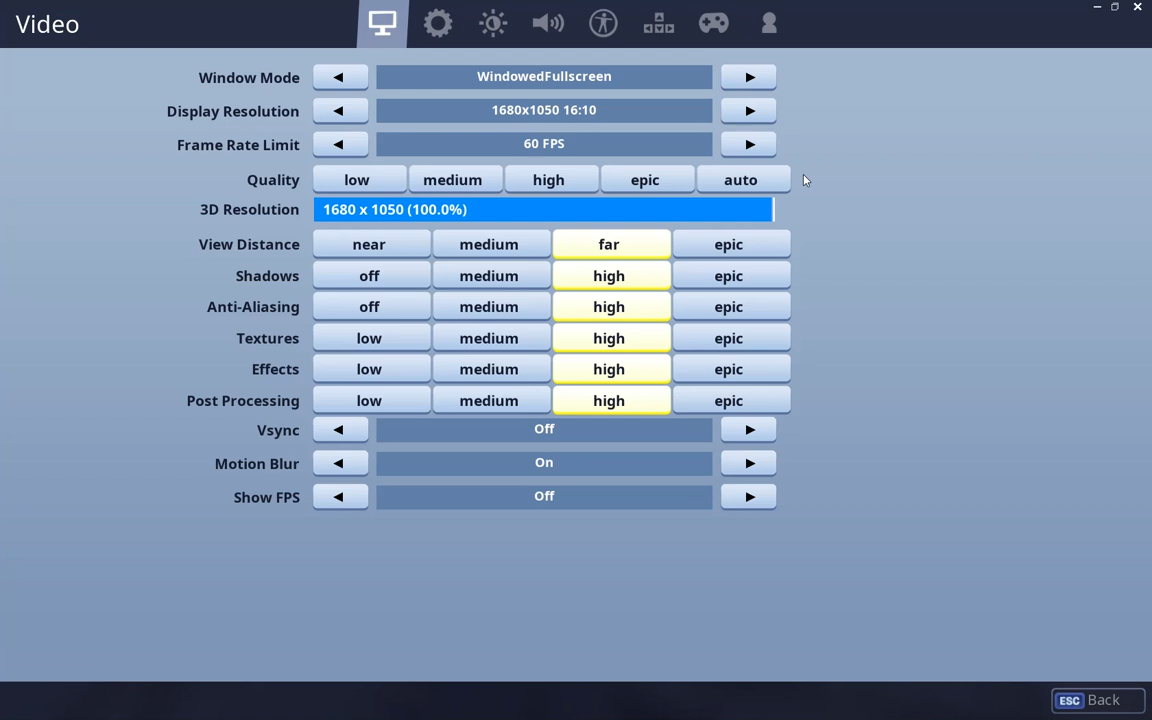 Video
Window Mode ◄ WindowedFullscreen ►
Display Resolution ◄ 1680x1050 16:10 ►
Frame Rate Limit ◄ 60 FPS ►
Quality low medium high epic auto
3D Resolution 1680 x 1050 (100.0%)
View Distance near medium far epic
Shadows off medium high epic
Anti-Aliasing off medium high epic
Textures low medium high epic
Effects low medium high epic
Post Processing low medium high epic
Vsync ◄ Off ►
Motion Blur ◄ On ►
Show FPS ◄ Off ►
ESC Back